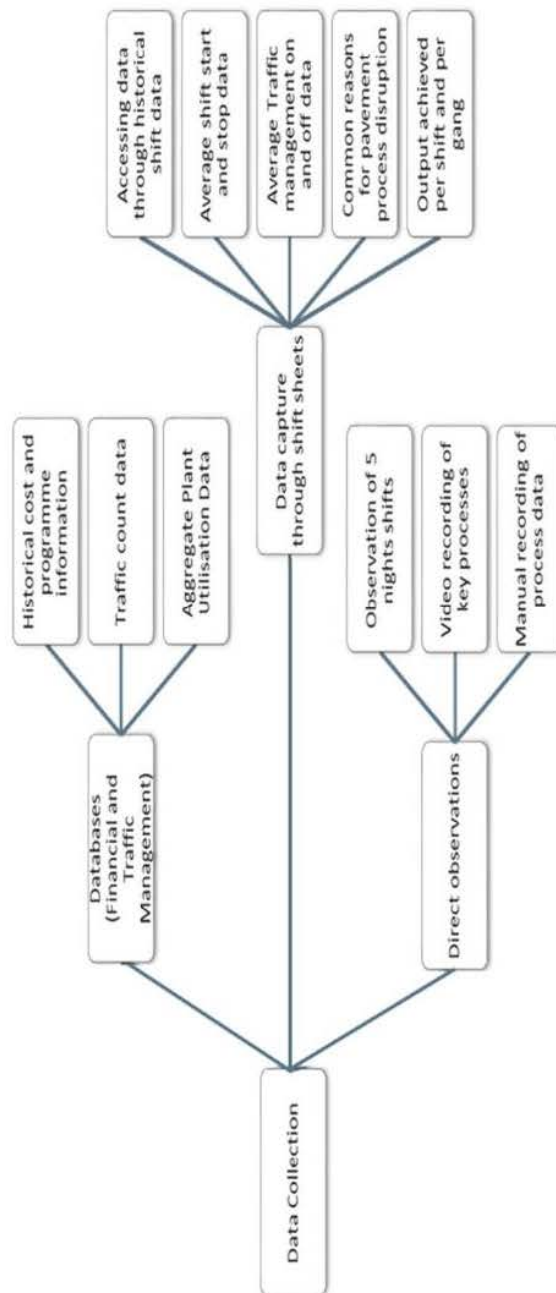 Data Collection
Databases
(Financial and
Traffic
Management)
Historical cost and
programme
information
Traffic count data
Aggregate Plant
Utilisation Data
Data capture
through shift sheets
Accessing data
through historical
shift data
Average shift start
and stop data
Average Traffic
management on
and off data
Common reasons
for pavement
process disruption
Output achieved
per shift and per
gang
Direct observations
Observation of 5
nights shifts
Video recording of
key processes
Manual recording of
process data